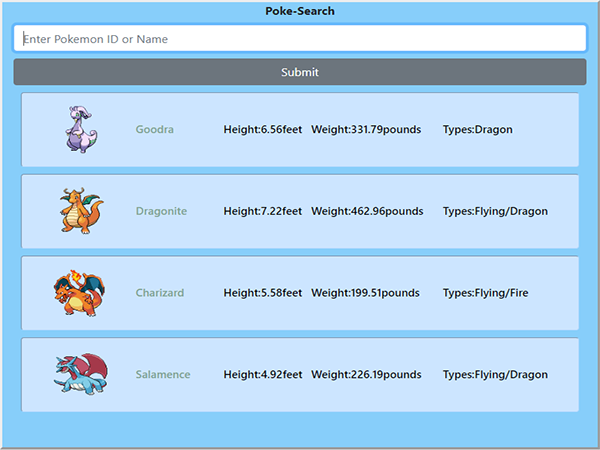 Poke-Search
Enter Pokemon ID or Name
Submit
Goodra Height:6.56feet Weight:331.79pounds Types:Dragon
Dragonite Height:7.22feet Weight:462.96pounds Types:Flying/Dragon
Charizard Height:5.58feet Weight:199.51pounds Types:Flying/Fire
Salamence Height:4.92feet Weight:226.19pounds Types:Flying/Dragon